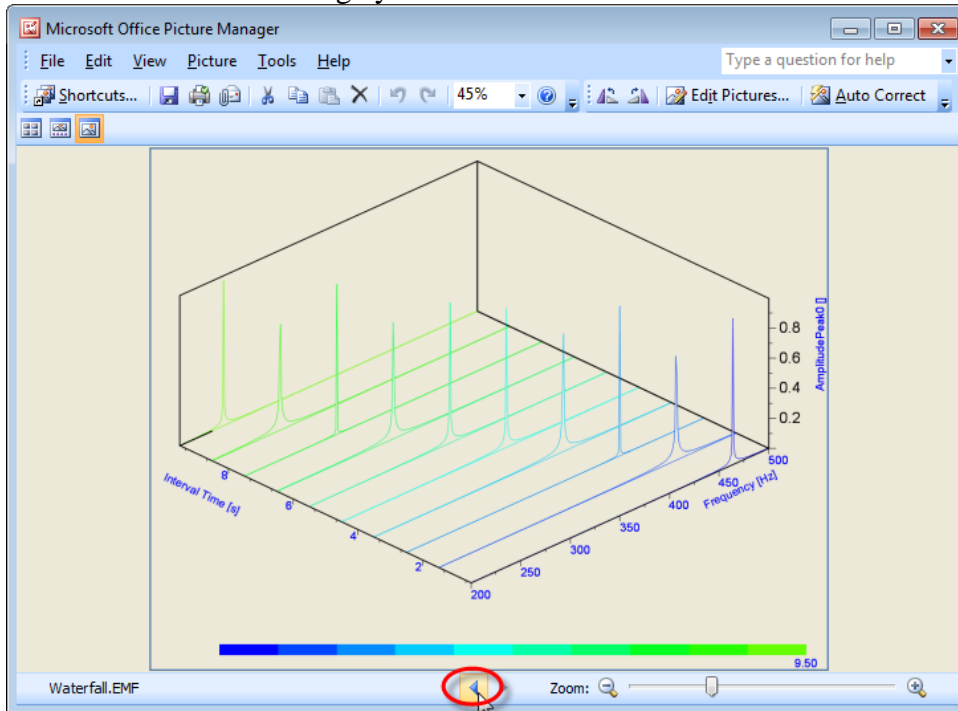 Microsoft Office Picture Manager
File Edit View Picture Tools Help Type a question for help
Shortcuts... 45% Edit Pictures... Auto Correct
0.8
0.6
0.4
0.2
AmplitudePeak0 []
500
450
400
350
300
250
200
Frequency [Hz]
8
6
4
2
Interval Time [s]
9.50
Waterfall.EMF Zoom: